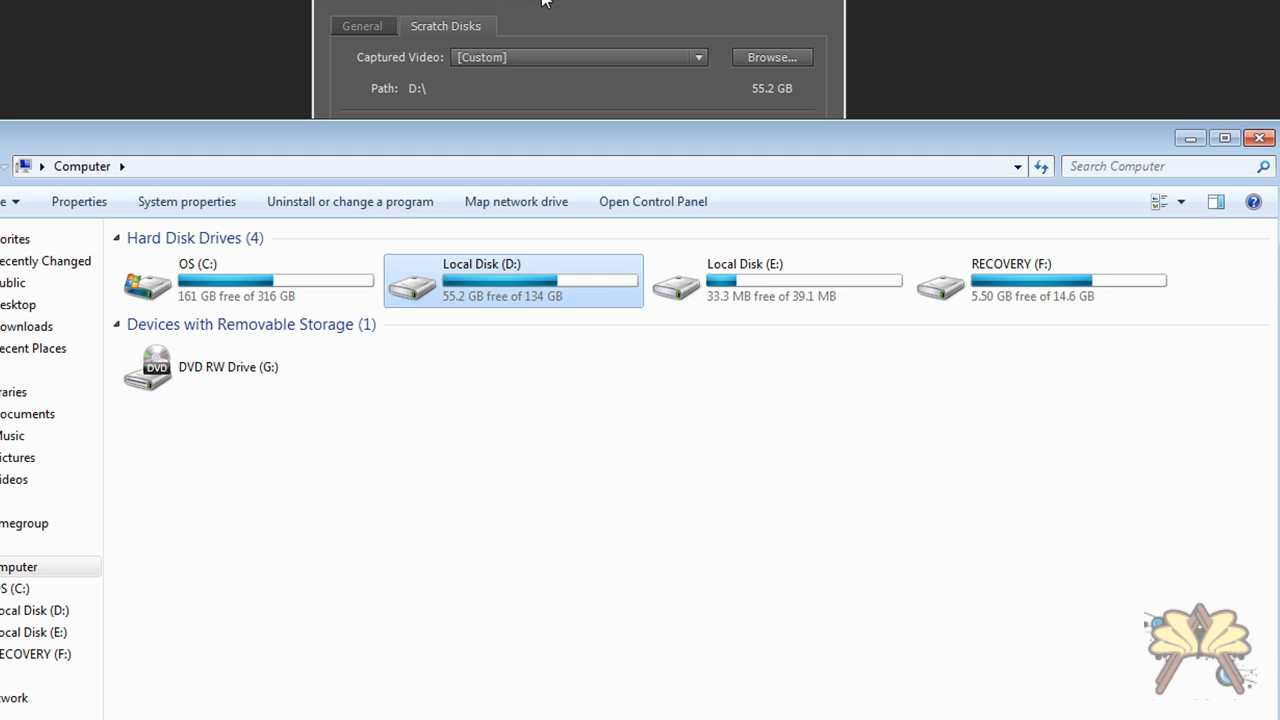 General
Scratch Disks
Captured Video:
[Custom]
Browse...
Path:
D:\
55.2 GB
Computer
Search Computer
e
Properties
System properties
Uninstall or change a program
Map network drive
Open Control Panel
orites
ecently Changed
ublic
sktop
ownloads
ecent Places
raries
ocuments
Music
ictures
ideos
megroup
mputer
S (C:)
ocal Disk (D:)
ocal Disk (E:)
ECOVERY (F:)
twork
Hard Disk Drives (4)
OS (C:)
161 GB free of 316 GB
Local Disk (D:)
55.2 GB free of 134 GB
Local Disk (E:)
33.3 MB free of 39.1 MB
RECOVERY (F:)
5.50 GB free of 14.6 GB
Devices with Removable Storage (1)
DVD
DVD RW Drive (G:)